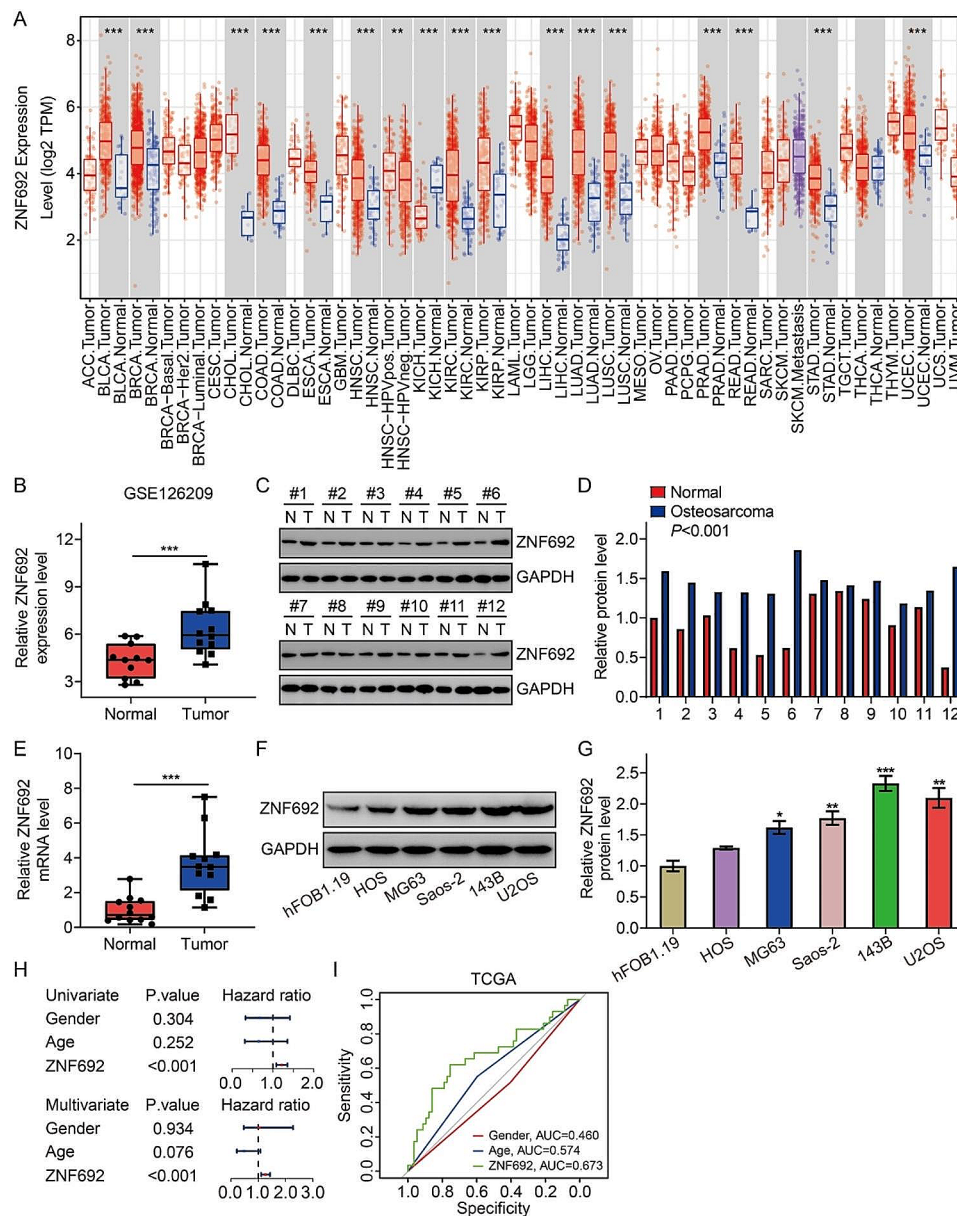 A
ZNF692 Expression
Level (log2 TPM)
8
6
4
2
*** *** *** *** *** *** ** *** *** *** *** *** *** *** *** *** ***
ACC.Tumor
BLCA.Tumor
BLCA.Normal
BRCA.Tumor
BRCA.Normal
BRCA-Basal.Tumor
BRCA-Her2.Tumor
BRCA-Luminal.Tumor
CESC.Tumor
CHOL.Tumor
CHOL.Normal
COAD.Tumor
COAD.Normal
DLBC.Tumor
ESCA.Tumor
ESCA.Normal
GBM.Tumor
HNSC.Tumor
HNSC.Normal
HNSC-HPVpos.Tumor
HNSC-HPVneg.Tumor
KICH.Tumor
KICH.Normal
KIRC.Tumor
KIRC.Normal
KIRP.Tumor
KIRP.Normal
LAML.Tumor
LGG.Tumor
LIHC.Tumor
LIHC.Normal
LUAD.Tumor
LUAD.Normal
LUSC.Tumor
LUSC.Normal
MESO.Tumor
OV.Tumor
PAAD.Tumor
PCPG.Tumor
PRAD.Tumor
PRAD.Normal
READ.Tumor
READ.Normal
SARC.Tumor
SKCM.Tumor
SKCM.Metastasis
STAD.Tumor
STAD.Normal
TGCT.Tumor
THCA.Tumor
THCA.Normal
THYM.Tumor
UCEC.Tumor
UCEC.Normal
UCS.Tumor
UVM.Tumor
B
GSE126209
Relative ZNF692
expression level
12
9
6
3
***
Normal Tumor
C
#1 #2 #3 #4 #5 #6
N T N T N T N T N T N T
ZNF692
GAPDH
#7 #8 #9 #10 #11 #12
N T N T N T N T N T N T
ZNF692
GAPDH
D
Normal
Osteosarcoma
P<0.001
Relative protein level
2.0
1.5
1.0
0.5
0.0
1 2 3 4 5 6 7 8 9 10 11 12
E
Relative ZNF692
mRNA level
10
8
6
4
2
0
***
Normal Tumor
F
ZNF692
GAPDH
hFOB1.19 HOS MG63 Saos-2 143B U2OS
G
Relative ZNF692
protein level
2.5
2.0
1.5
1.0
0.5
0.0
* ** *** **
hFOB1.19 HOS MG63 Saos-2 143B U2OS
H
Univariate P.value Hazard ratio
Gender 0.304
Age 0.252
ZNF692 <0.001
0.0 1.0 2.0
Multivariate P.value Hazard ratio
Gender 0.934
Age 0.076
ZNF692 <0.001
0.0 1.0 2.0 3.0
I
TCGA
Sensitivity
1.0
0.8
0.6
0.4
0.2
0.0
Gender, AUC=0.460
Age, AUC=0.574
ZNF692, AUC=0.673
1.0 0.8 0.6 0.4 0.2 0.0
Specificity